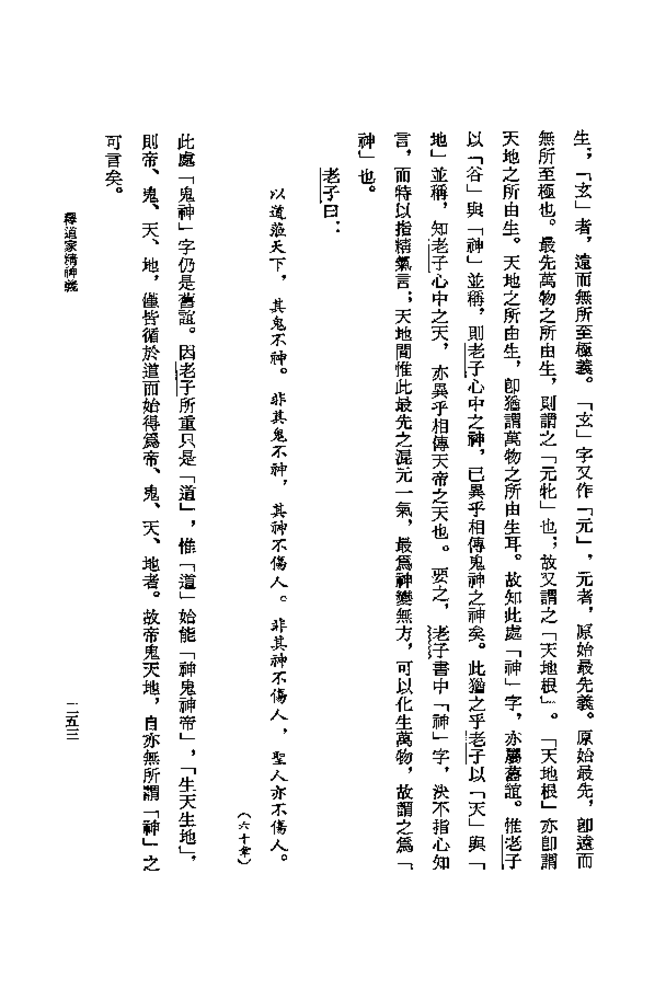 生；「玄」者，遠而無所至極義。「玄」字又作「元」，元者，原始最先義。原始最先，卽遠而
無所至極也。最先萬物之所由生，則謂之「元牝」也；故又謂之「天地根」。「天地根」亦卽謂
天地之所由生。天地之所由生，卽猶謂萬物之所由生耳。故知此處「神」字，亦屬舊誼。惟老子
以「谷」與「神」並稱，則老子心中之神，已異乎相傳鬼神之神矣。此猶之乎老子以「天」與「
地」並稱，知老子心中之天，亦異乎相傳天帝之天也。要之，老子書中「神」字，決不指心知
言，而特以指精氣言；天地間惟此最先之混元一氣，最爲神變無方，可以化生萬物，故謂之爲「
神」也。
老子曰：
以道蒞天下，其鬼不神。非其鬼不神，其神不傷人。非其神不傷人，聖人亦不傷人。
（六十章）
此處「鬼神」字仍是舊誼。因老子所重只是「道」，惟「道」始能「神鬼神帝」，「生天生地」，
則帝、鬼、天、地，僅皆循於道而始得爲帝、鬼、天、地者。故帝鬼天地，自亦無所謂「神」之
可言矣。
釋道家精神義
二五三